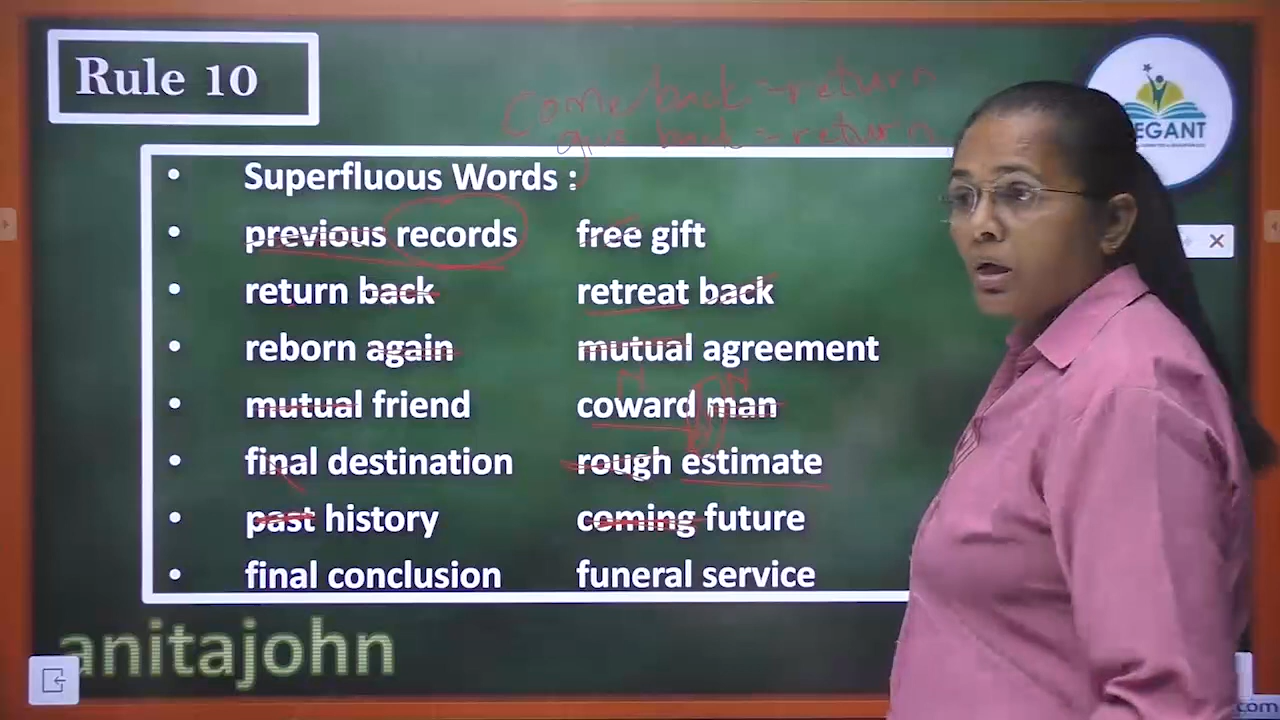 Rule 10
come back = return
give back = return
EGANT
• Superfluous Words :
• previous records free gift
• return back retreat back
• reborn again mutual agreement
N N
• mutual friend coward man
• final destination rough estimate
• past history coming future
• final conclusion funeral service
anitajohn
.com